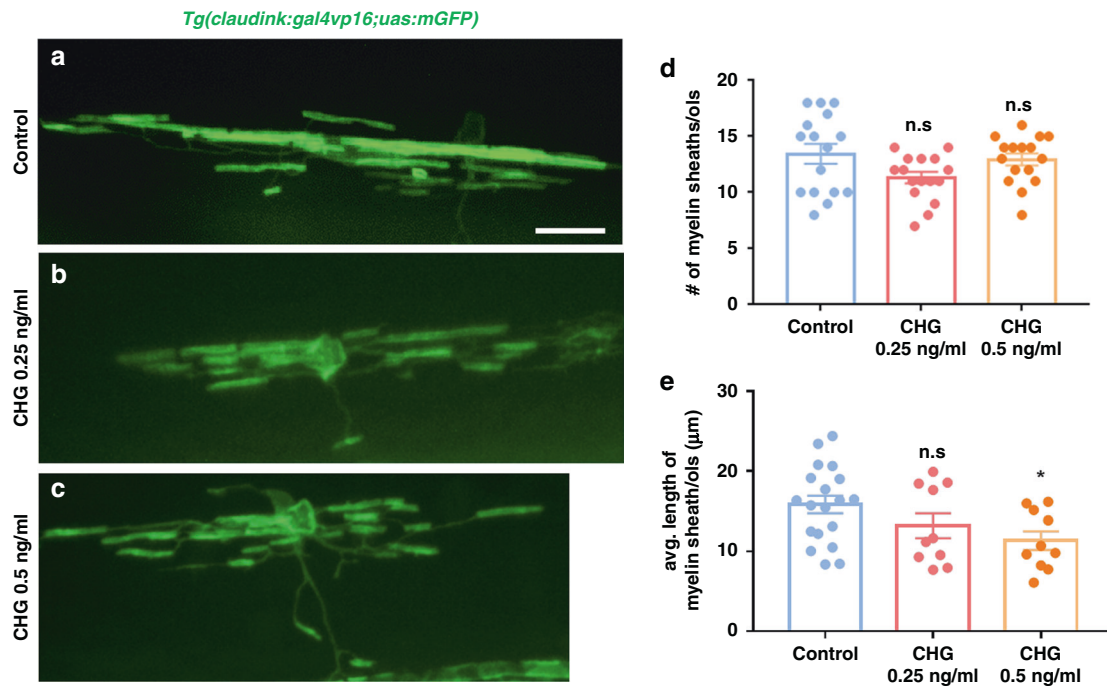 Tg(claudink:gal4vp16;uas:mGFP)
a
Control
b
CHG 0.25 ng/ml
c
CHG 0.5 ng/ml
d
# of myelin sheaths/ols
20
15
10
5
0
n.s
n.s
Control
CHG
0.25 ng/ml
CHG
0.5 ng/ml
e
avg. length of
myelin sheath/ols (μm)
30
20
10
0
n.s
*
Control
CHG
0.25 ng/ml
CHG
0.5 ng/ml